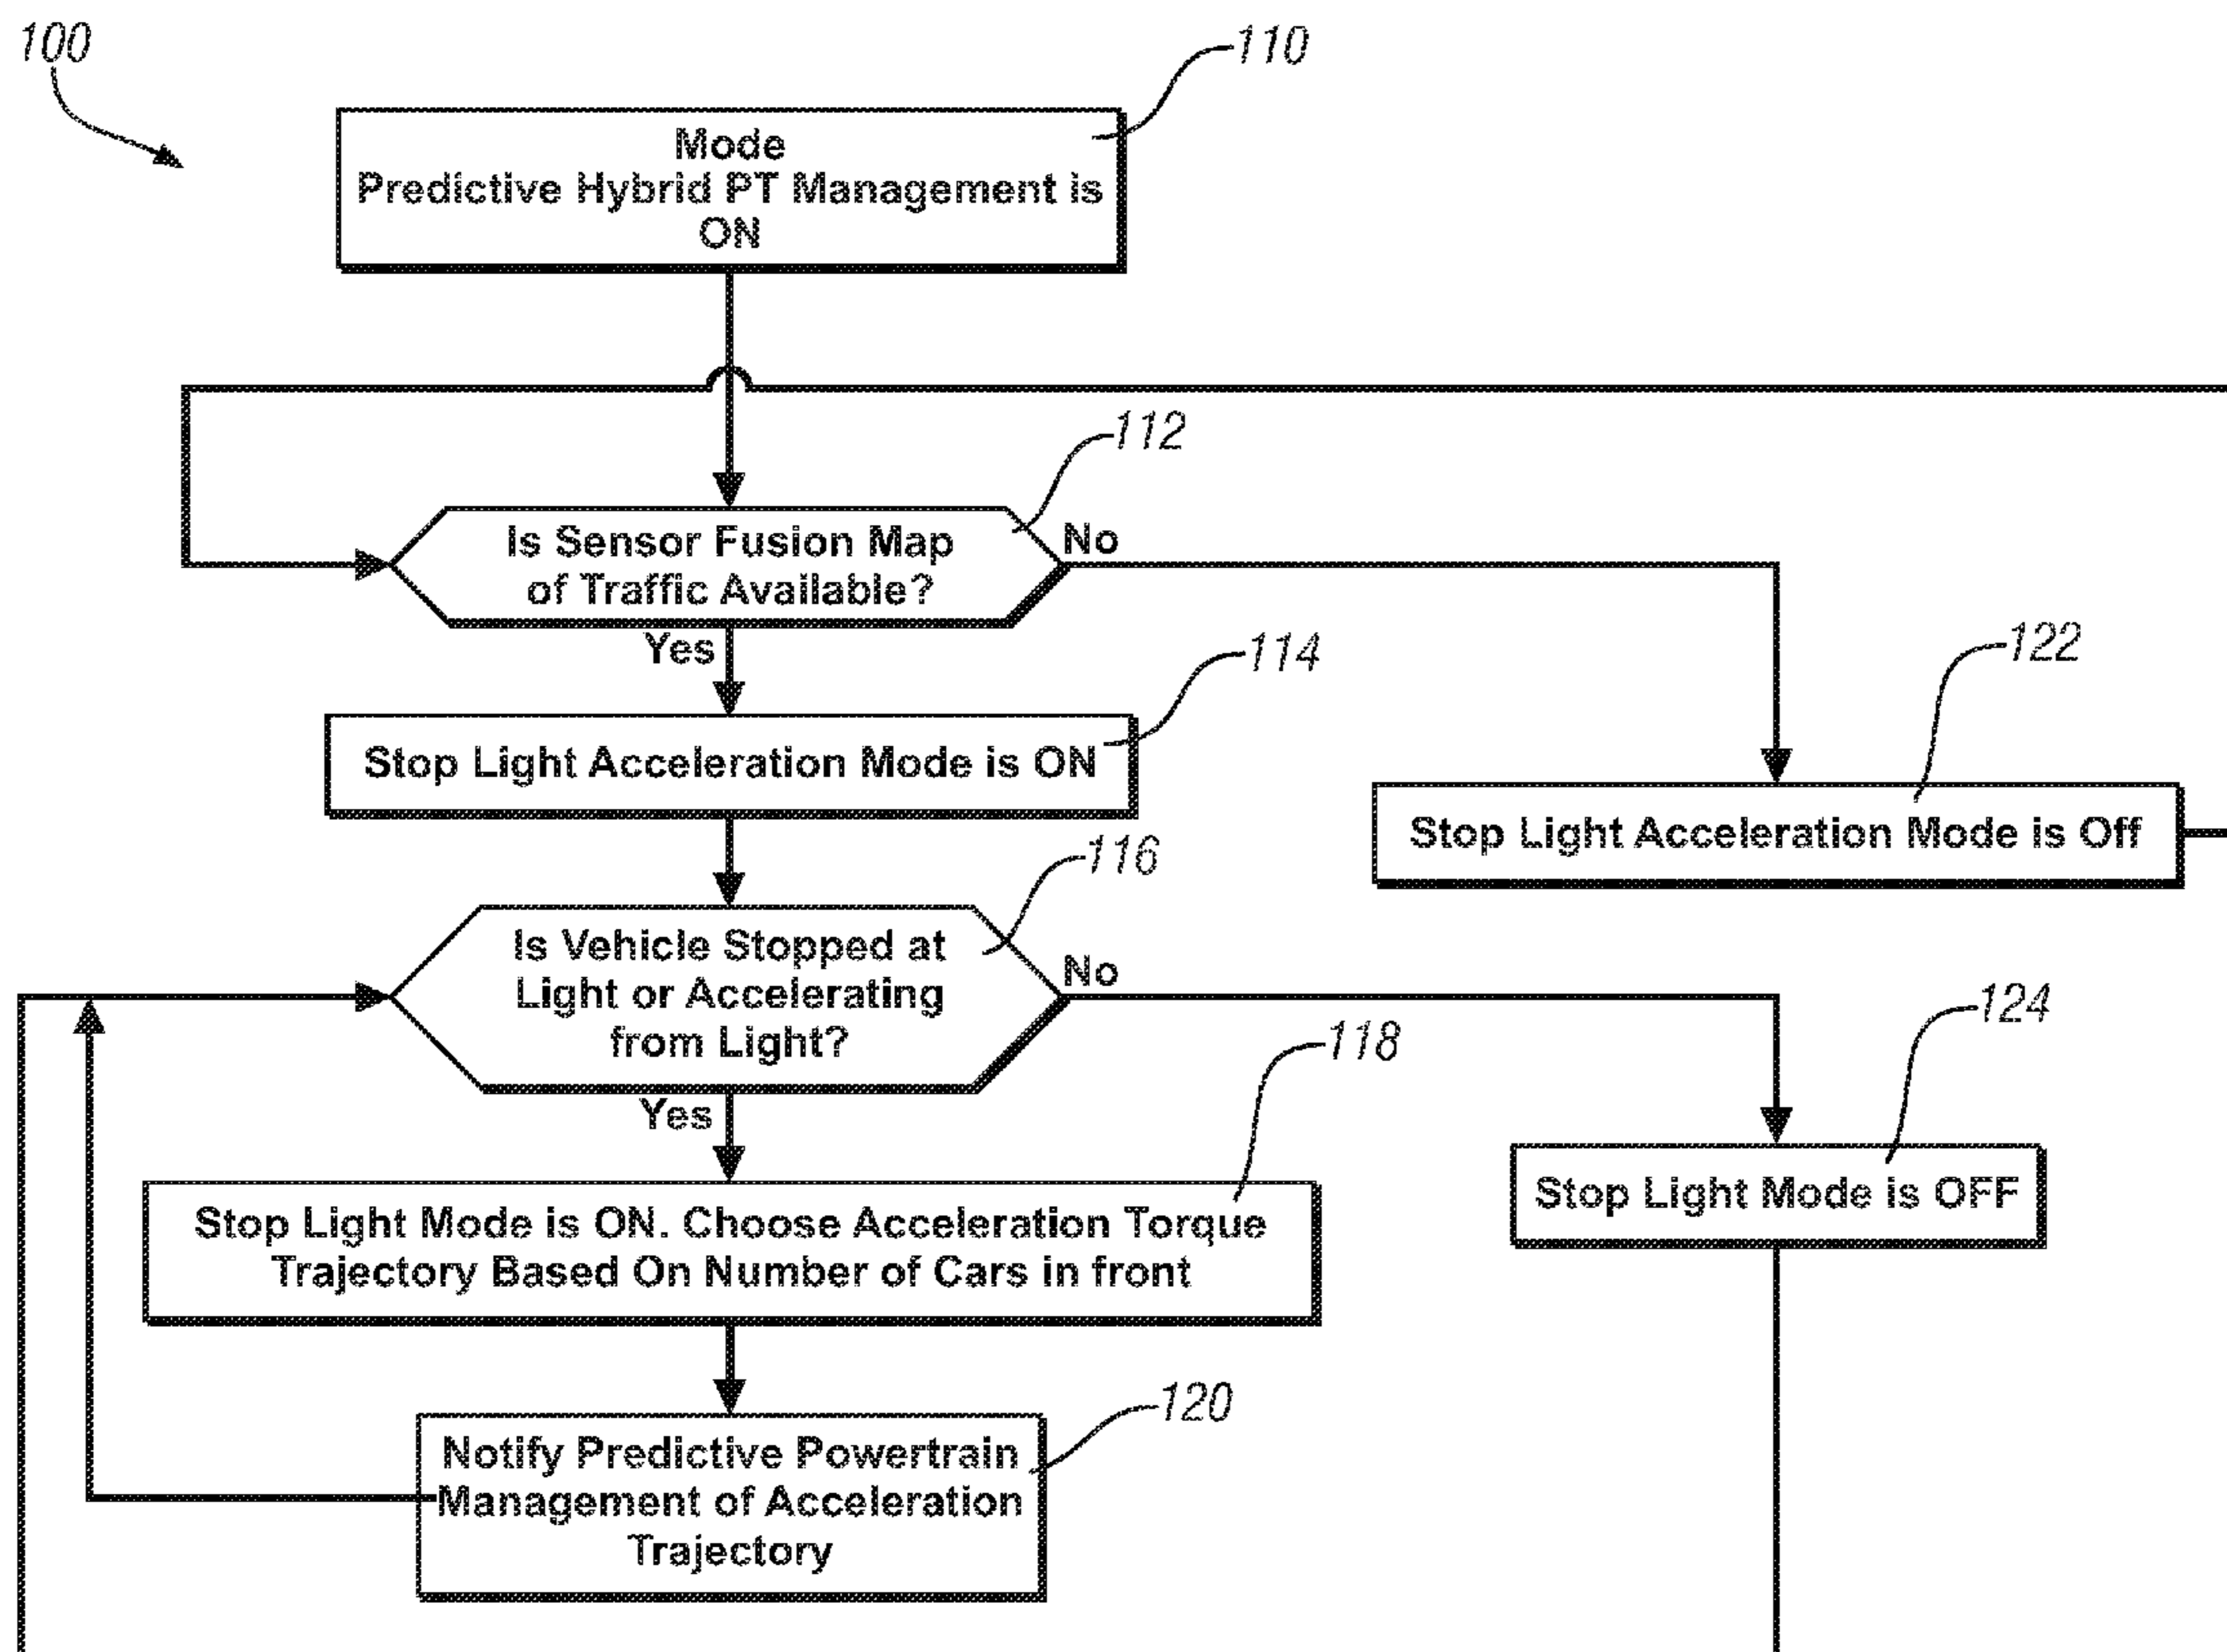 100
110
Mode
Predictive Hybrid PT Management is
ON
112
Is Sensor Fusion Map
of Traffic Available?
No
Yes
114
122
Stop Light Acceleration Mode is ON
Stop Light Acceleration Mode is Off
116
Is Vehicle Stopped at
Light or Accelerating
from Light?
No
124
118
Yes
Stop Light Mode is OFF
Stop Light Mode is ON. Choose Acceleration Torque
Trajectory Based On Number of Cars in front
120
Notify Predictive Powertrain
Management of Acceleration
Trajectory